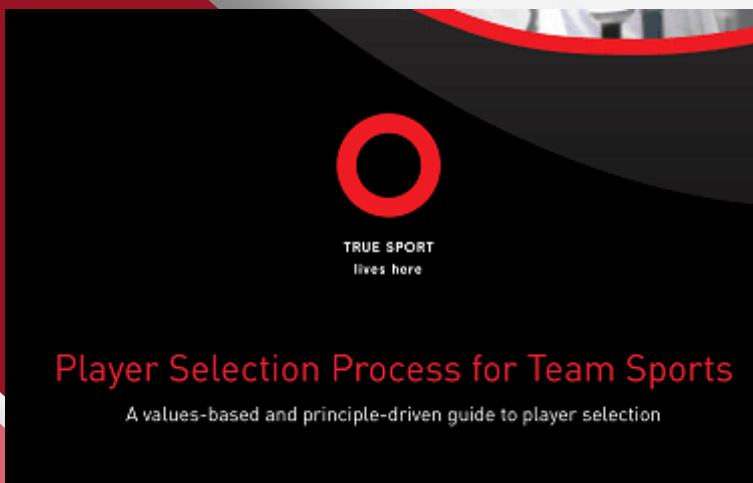 TRUE SPORT
lives here
Player Selection Process for Team Sports
A values-based and principle-driven guide to player selection